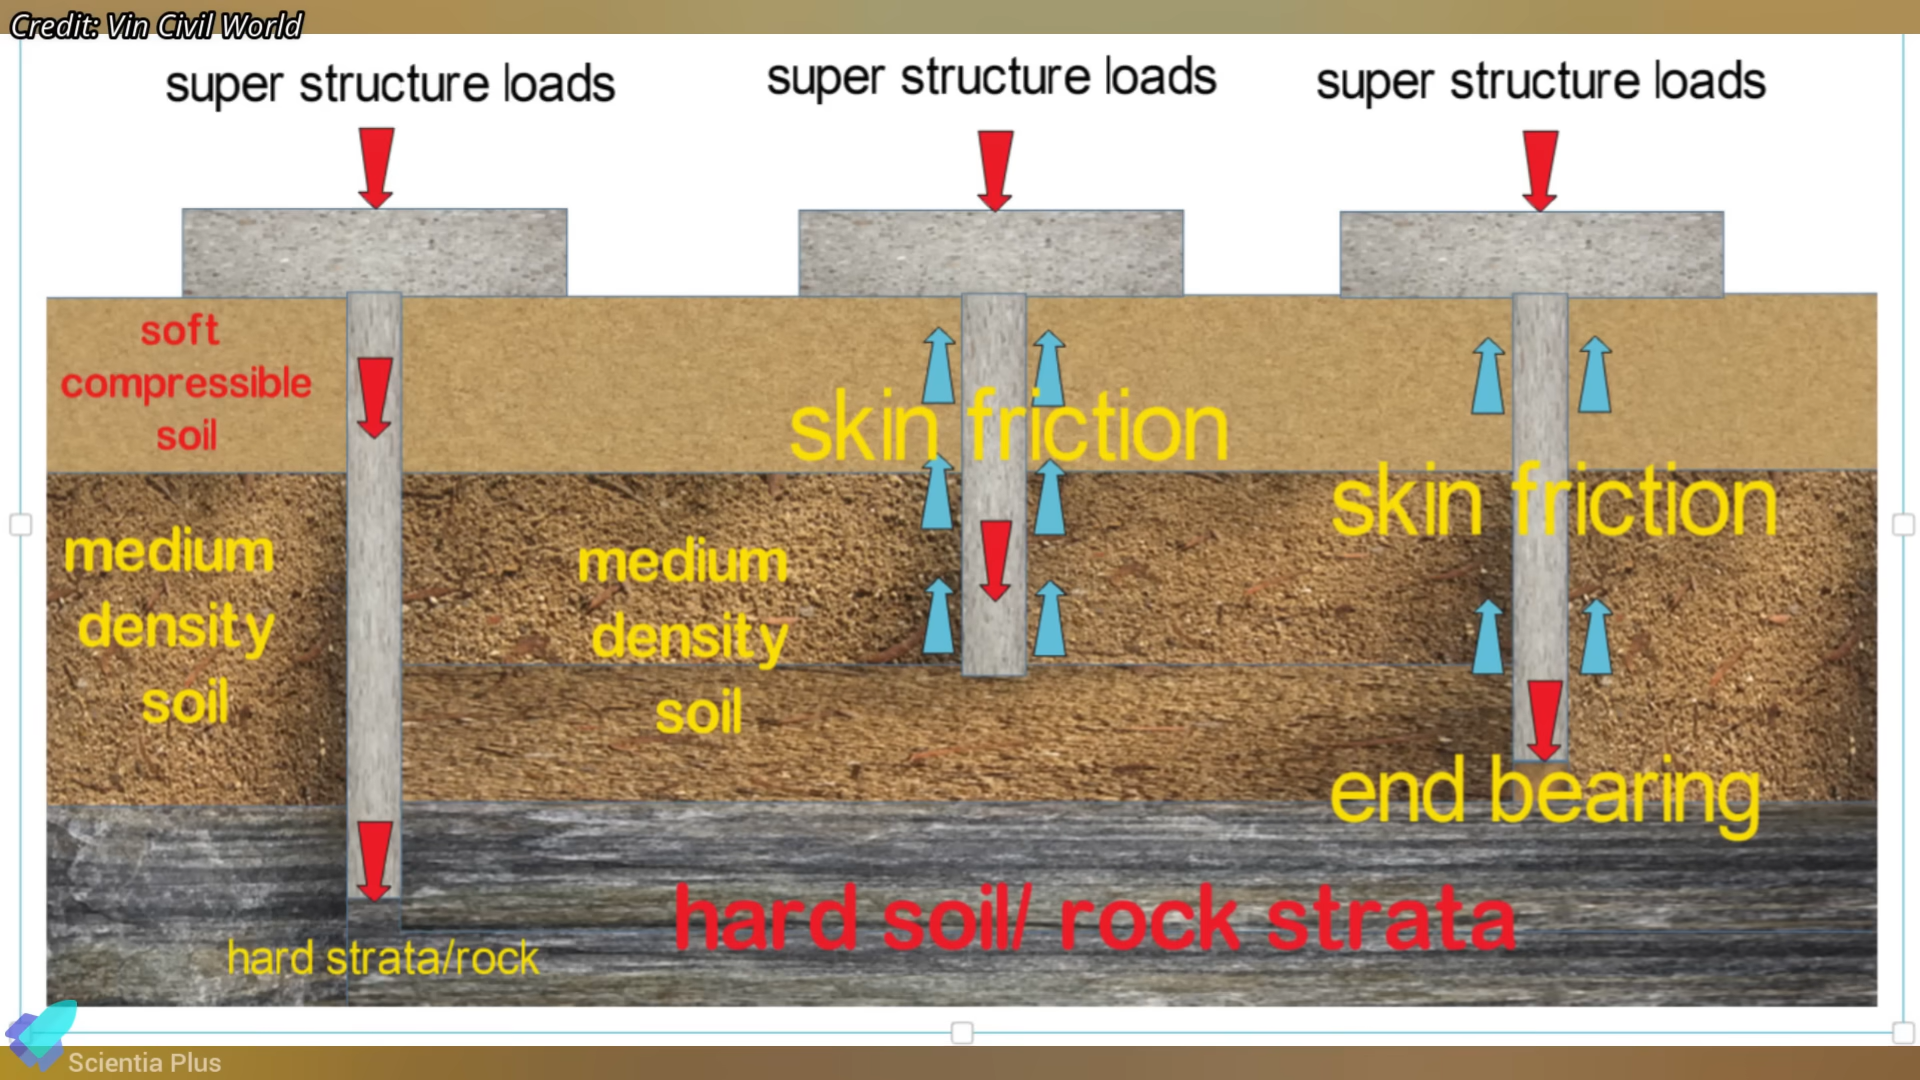 Credit: Vin Civil World
super structure loads
super structure loads
super structure loads
soft
compressible
soil
skin friction
skin friction
medium
density
soil
medium
density
soil
end bearing
hard soil/ rock strata
hard strata/rock
Scientia Plus